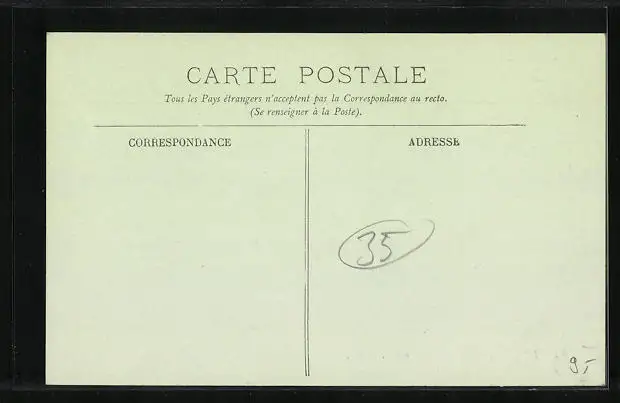 CARTE POSTALE
Tous les Pays étrangers n'acceptent pas la Correspondance au recto.
(Se renseigner à la Poste).
CORRESPONDANCE
ADRESSE
35
9,-